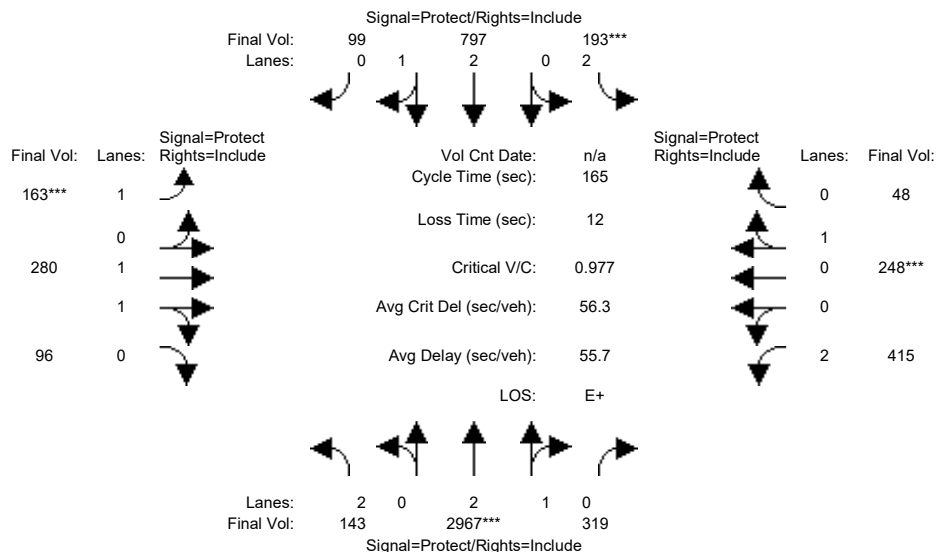 Signal=Protect/Rights=Include
Final Vol: 99 797 193***
Lanes: 0 1 2 0 2
Signal=Protect
Final Vol: Lanes: Rights=Include
Vol Cnt Date: n/a
Signal=Protect
Rights=Include Lanes: Final Vol:
Cycle Time (sec): 165
163*** 1
0 48
Loss Time (sec): 12
0
1
280 1
Critical V/C: 0.977
0 248***
1
Avg Crit Del (sec/veh): 56.3
0
96 0
Avg Delay (sec/veh): 55.7
2 415
LOS: E+
Lanes: 2 0 2 1 0
Final Vol: 143 2967*** 319
Signal=Protect/Rights=Include